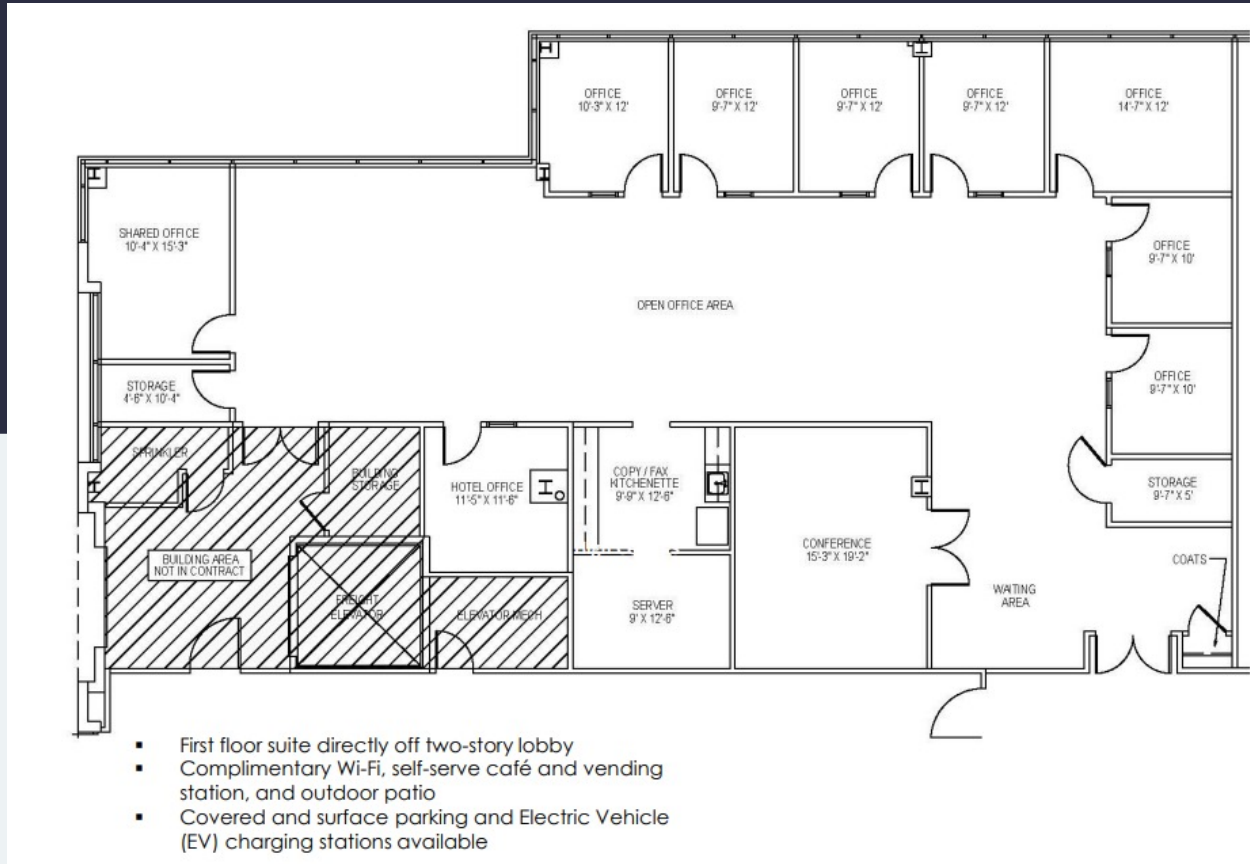 OFFICE
10'-3" X 12'
OFFICE
9'-7" X 12'
OFFICE
9'-7" X 12'
OFFICE
9'-7" X 12'
OFFICE
14'-7" X 12'
SHARED OFFICE
10'-4" X 15'-3"
OFFICE
9'-7" X 10'
OPEN OFFICE AREA
STORAGE
4'-6" X 10'-4"
OFFICE
9'-7" X 10'
SPRINKLER
BUILDING
STORAGE
HOTEL OFFICE
11'-5" X 11'-6"
COPY / FAX
KITCHENETTE
9'-9" X 12'-6"
STORAGE
9'-7" X 5'
CONFERENCE
15'-3" X 19'-2"
BUILDING AREA
NOT IN CONTRACT
COATS
WAITING
AREA
FREIGHT
ELEVATOR
ELEVATOR MECH
SERVER
9' X 12'-6"
▪ First floor suite directly off two-story lobby
▪ Complimentary Wi-Fi, self-serve café and vending
station, and outdoor patio
▪ Covered and surface parking and Electric Vehicle
(EV) charging stations available